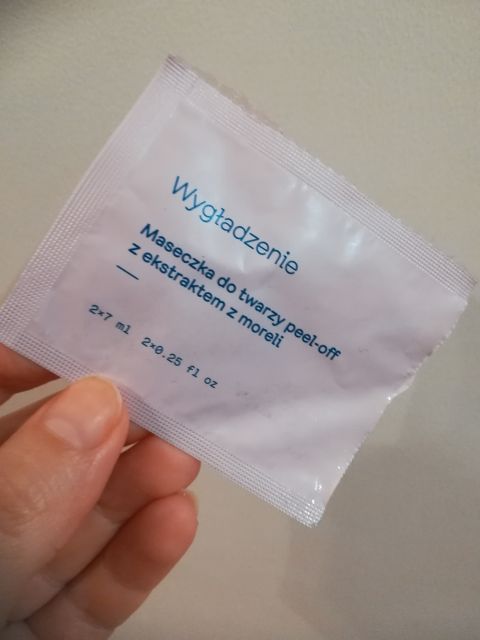 Wygładzenie
Maseczka do twarzy peel-off
z ekstraktem z moreli
2×7 ml 2×0.25 fl oz